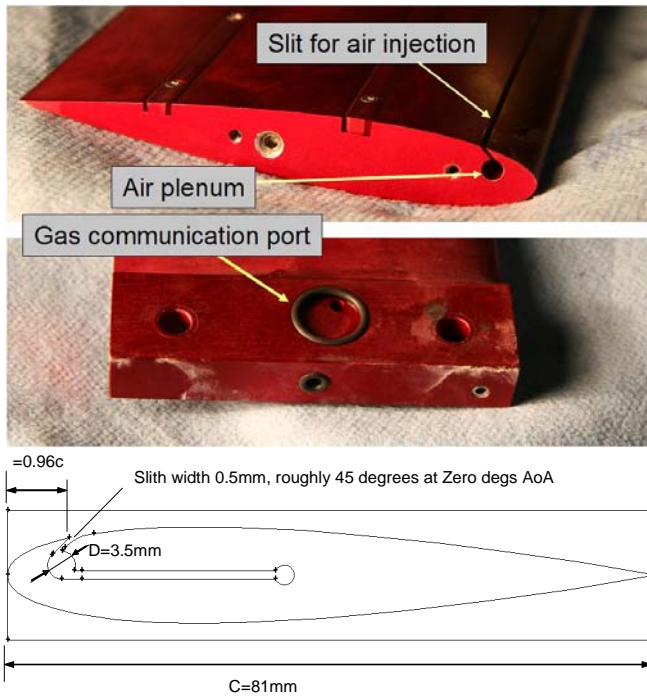 Slit for air injection
Air plenum
Gas communication port
=0.96c
Slith width 0.5mm, roughly 45 degrees at Zero degs AoA
D=3.5mm
C=81mm